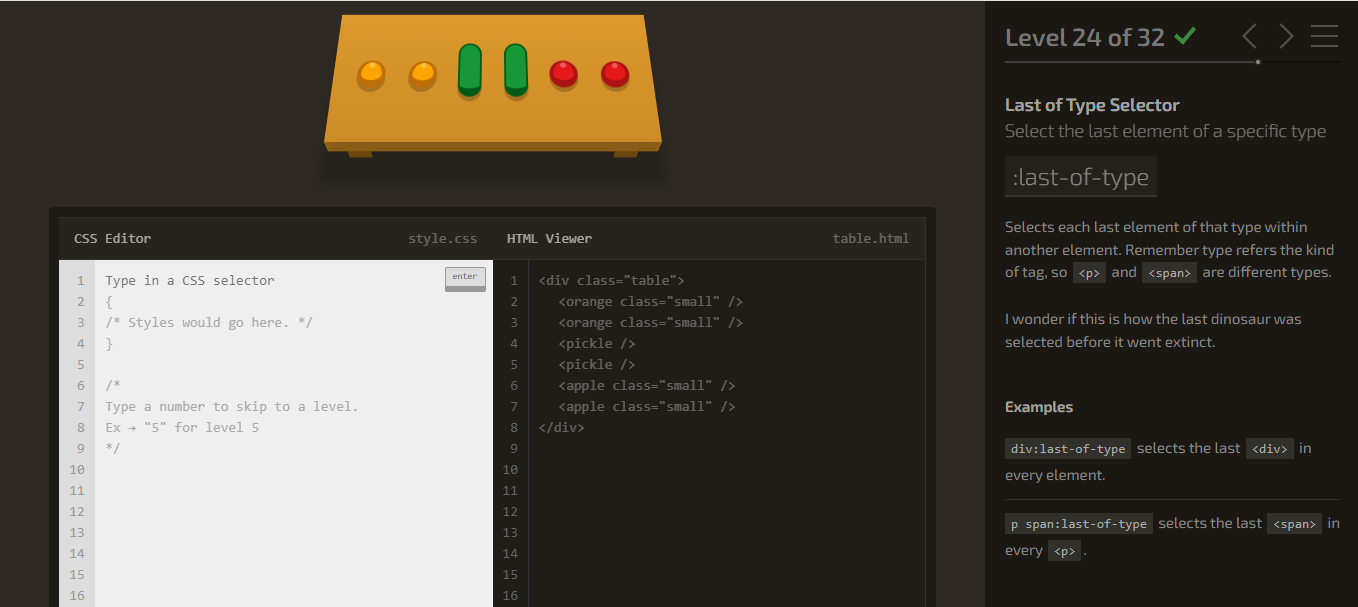 Level 24 of 32
Last of Type Selector
Select the last element of a specific type
:last-of-type
Selects each last element of that type within
another element. Remember type refers the kind
of tag, so <p> and <span> are different types.
I wonder if this is how the last dinosaur was
selected before it went extinct.
Examples
div:last-of-type selects the last <div> in
every element.
p span:last-of-type selects the last <span> in
every <p> .
CSS Editor style.css
enter
1 Type in a CSS selector
2 {
3 /* Styles would go here. */
4 }
5
6 /*
7 Type a number to skip to a level.
8 Ex → "5" for level 5
9 */
10
11
12
13
14
15
16
HTML Viewer table.html
1 <div class="table">
2 <orange class="small" />
3 <orange class="small" />
4 <pickle />
5 <pickle />
6 <apple class="small" />
7 <apple class="small" />
8 </div>
9
10
11
12
13
14
15
16